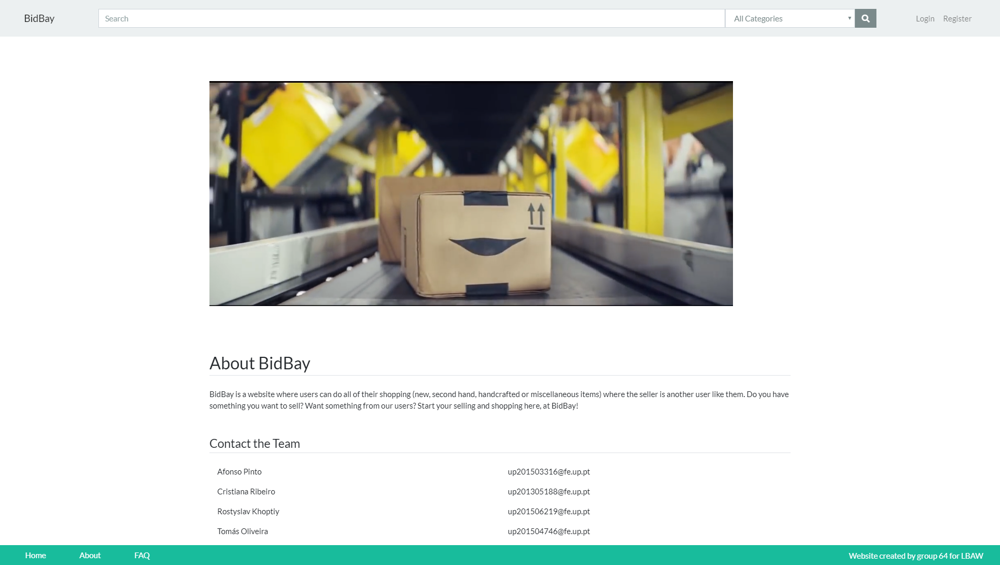 BidBay
Search
All Categories
Login
Register
About BidBay
BidBay is a website where users can do all of their shopping (new, second hand, handcrafted or miscellaneous items) where the seller is another user like them. Do you have
something you want to sell? Want something from our users? Start your selling and shopping here, at BidBay!
Contact the Team
Afonso Pinto up201503316@fe.up.pt
Cristiana Ribeiro up201305188@fe.up.pt
Rostyslav Khoptiy up201506219@fe.up.pt
Tomás Oliveira up201504746@fe.up.pt
Home About FAQ Website created by group 64 for LBAW